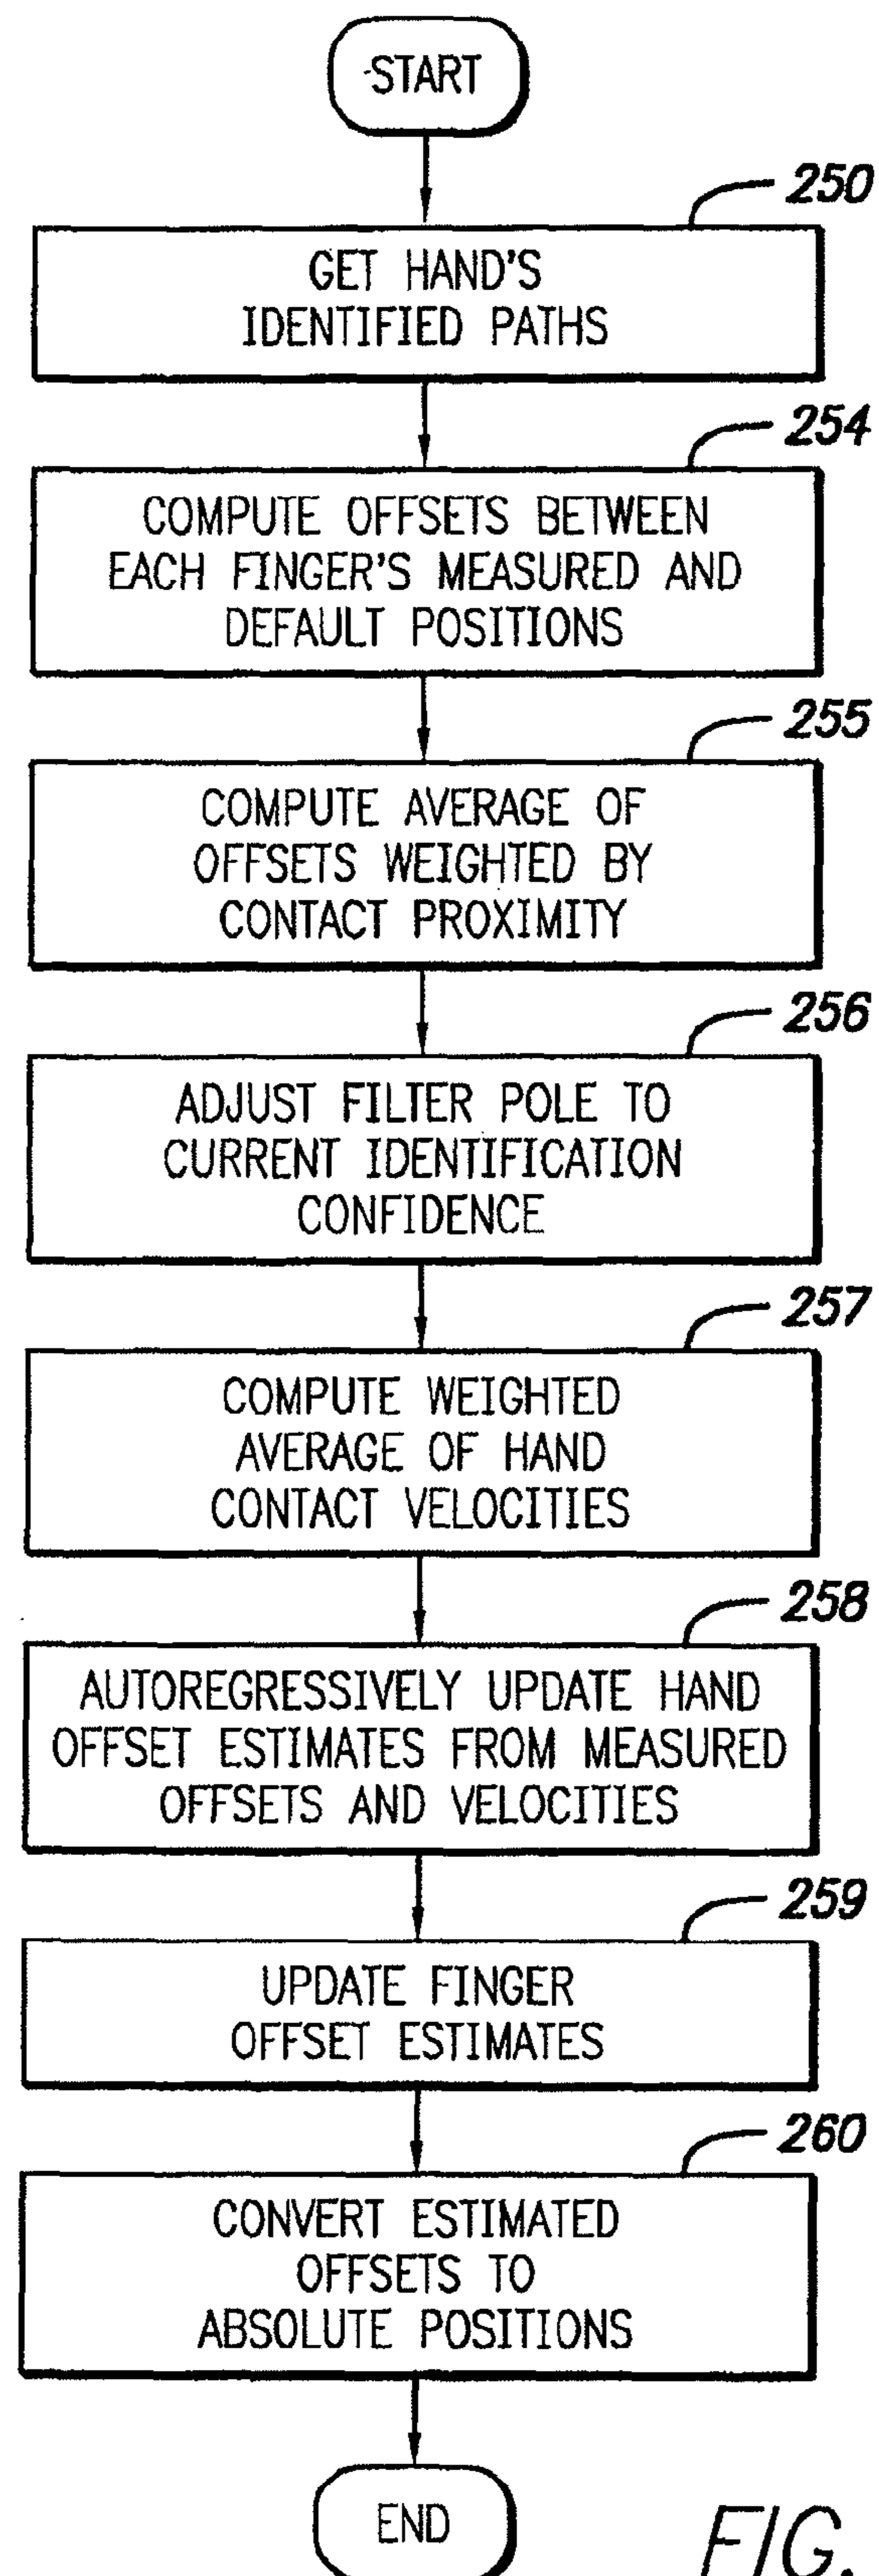 START
250
GET HAND'S
IDENTIFIED PATHS
254
COMPUTE OFFSETS BETWEEN
EACH FINGER'S MEASURED AND
DEFAULT POSITIONS
255
COMPUTE AVERAGE OF
OFFSETS WEIGHTED BY
CONTACT PROXIMITY
256
ADJUST FILTER POLE TO
CURRENT IDENTIFICATION
CONFIDENCE
257
COMPUTE WEIGHTED
AVERAGE OF HAND
CONTACT VELOCITIES
258
AUTOREGRESSIVELY UPDATE HAND
OFFSET ESTIMATES FROM MEASURED
OFFSETS AND VELOCITIES
259
UPDATE FINGER
OFFSET ESTIMATES
260
CONVERT ESTIMATED
OFFSETS TO
ABSOLUTE POSITIONS
END
FIG.